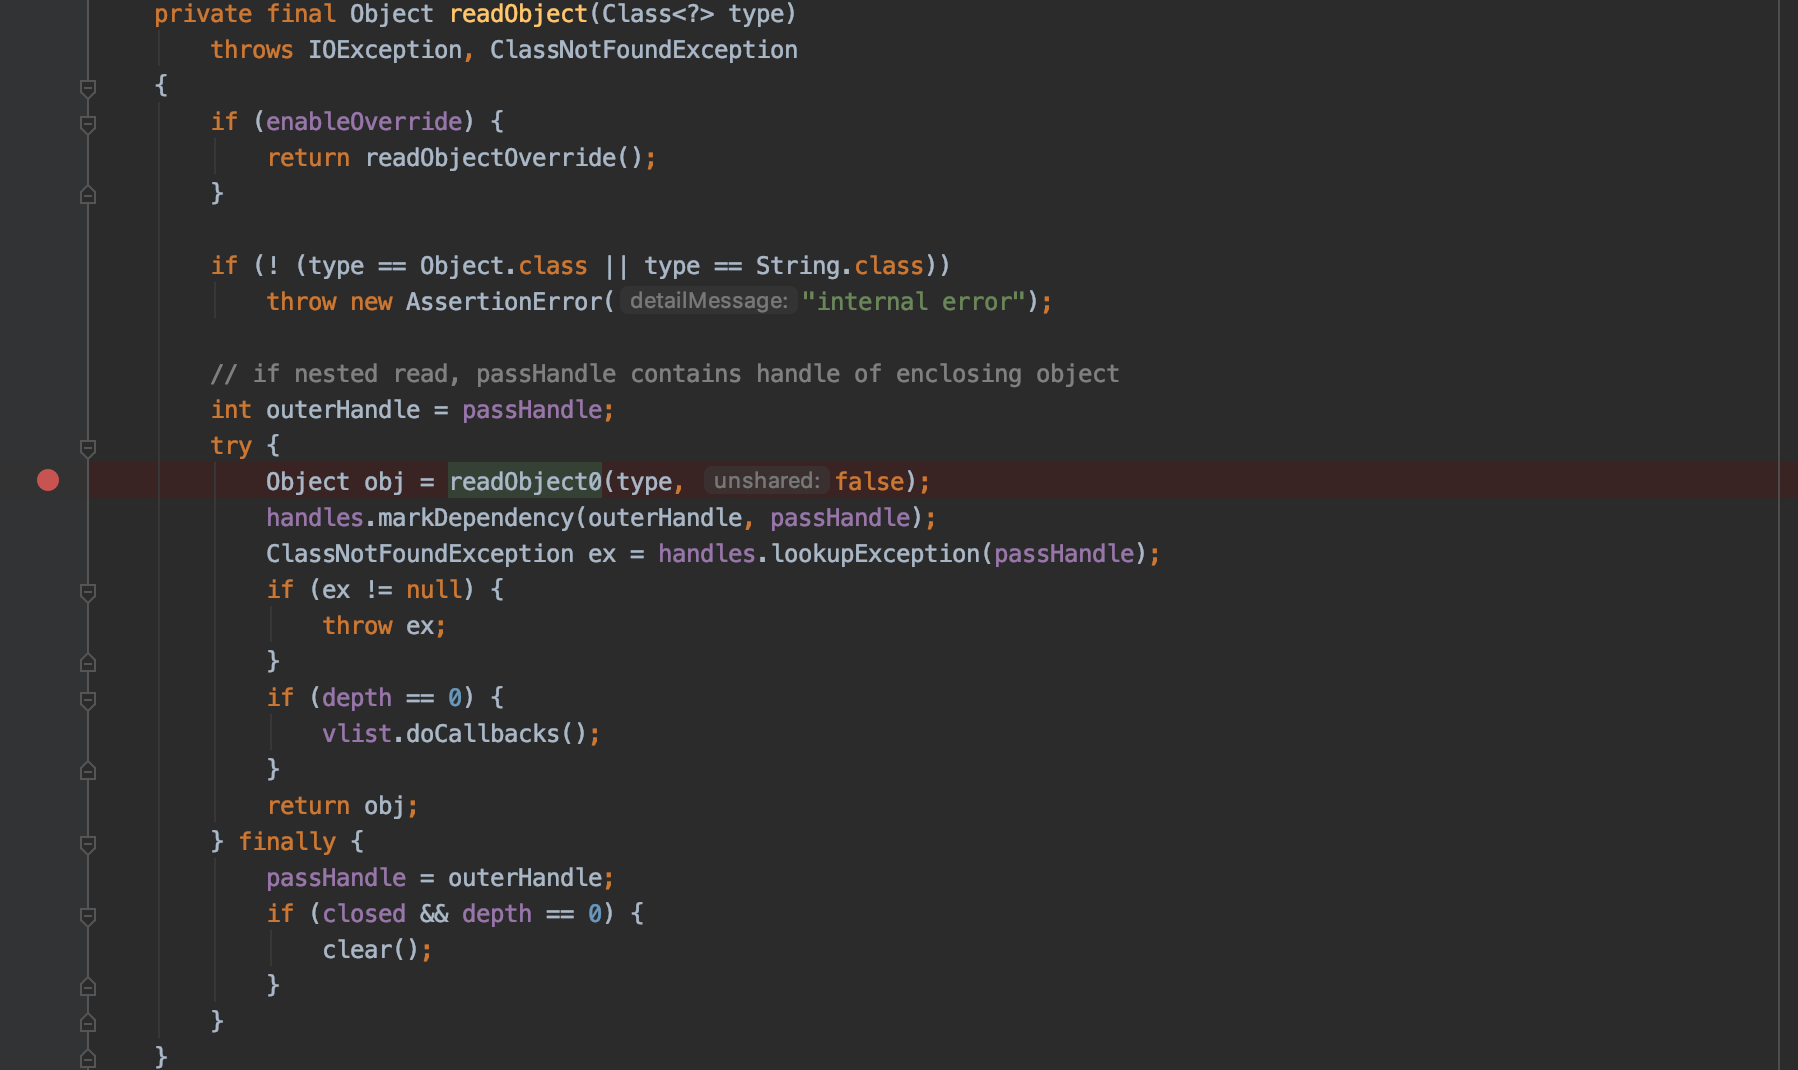 private final Object readObject(Class<?> type)
    throws IOException, ClassNotFoundException
{
    if (enableOverride) {
        return readObjectOverride();
    }

    if (! (type == Object.class || type == String.class))
        throw new AssertionError( detailMessage: "internal error");

    // if nested read, passHandle contains handle of enclosing object
    int outerHandle = passHandle;
    try {
        Object obj = readObject0(type, unshared: false);
        handles.markDependency(outerHandle, passHandle);
        ClassNotFoundException ex = handles.lookupException(passHandle);
        if (ex != null) {
            throw ex;
        }
        if (depth == 0) {
            vlist.doCallbacks();
        }
        return obj;
    } finally {
        passHandle = outerHandle;
        if (closed && depth == 0) {
            clear();
        }
    }
}